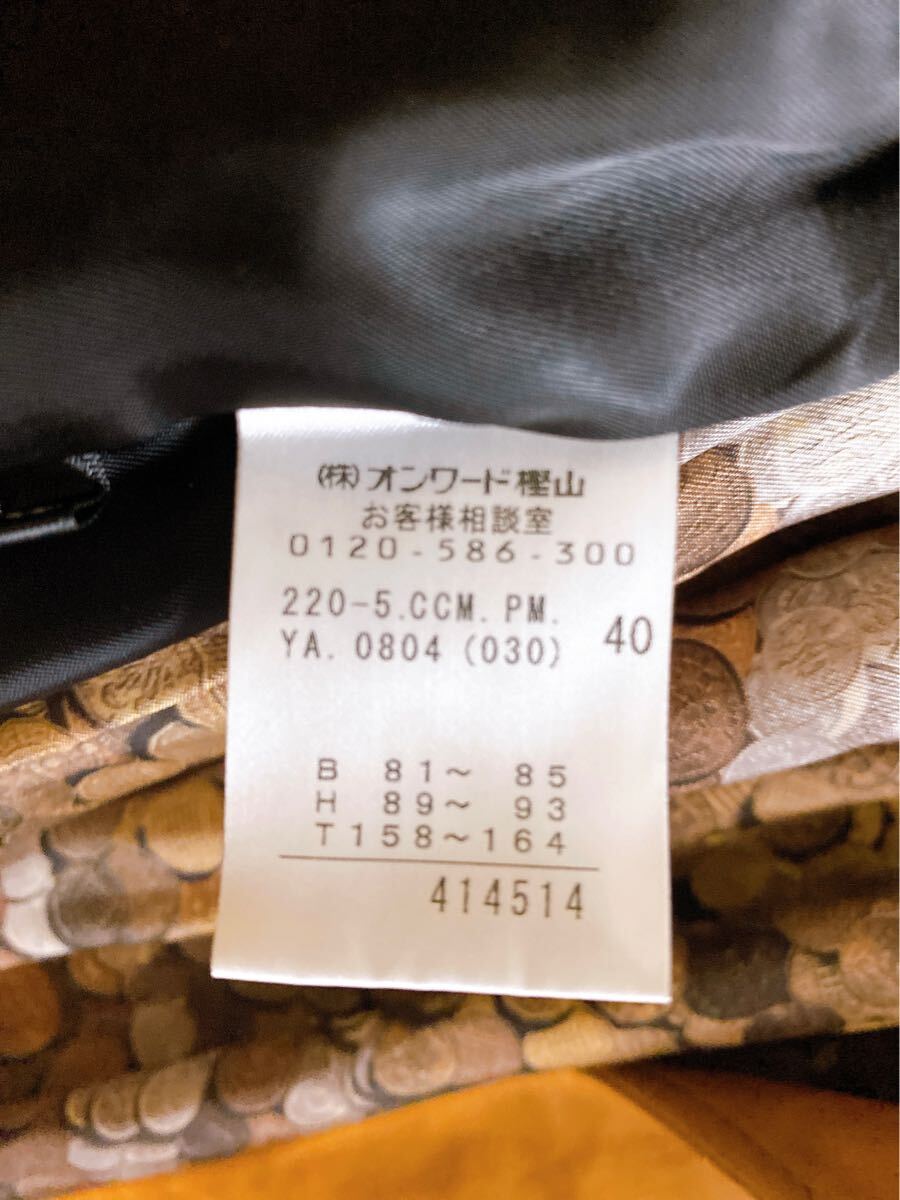 (株)オンワード樫山
お客様相談室
0120-586-300
220-5.CCM.PM.
YA.0804 (030) 40
B 81～ 85
H 89～ 93
T158～164
414514